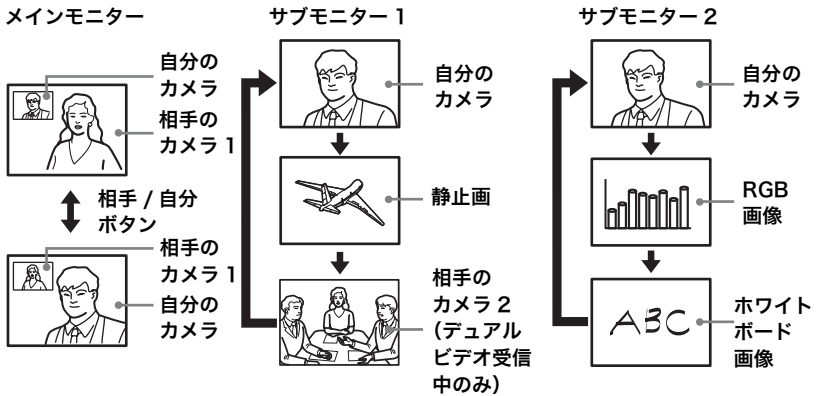 メインモニター
自分の
カメラ
相手の
カメラ 1
相手 / 自分
ボタン
相手の
カメラ 1
自分の
カメラ
サブモニター 1
自分の
カメラ
静止画
相手の
カメラ 2
（デュアル
ビデオ受信
中のみ）
サブモニター 2
自分の
カメラ
RGB
画像
ABC
ホワイト
ボード
画像